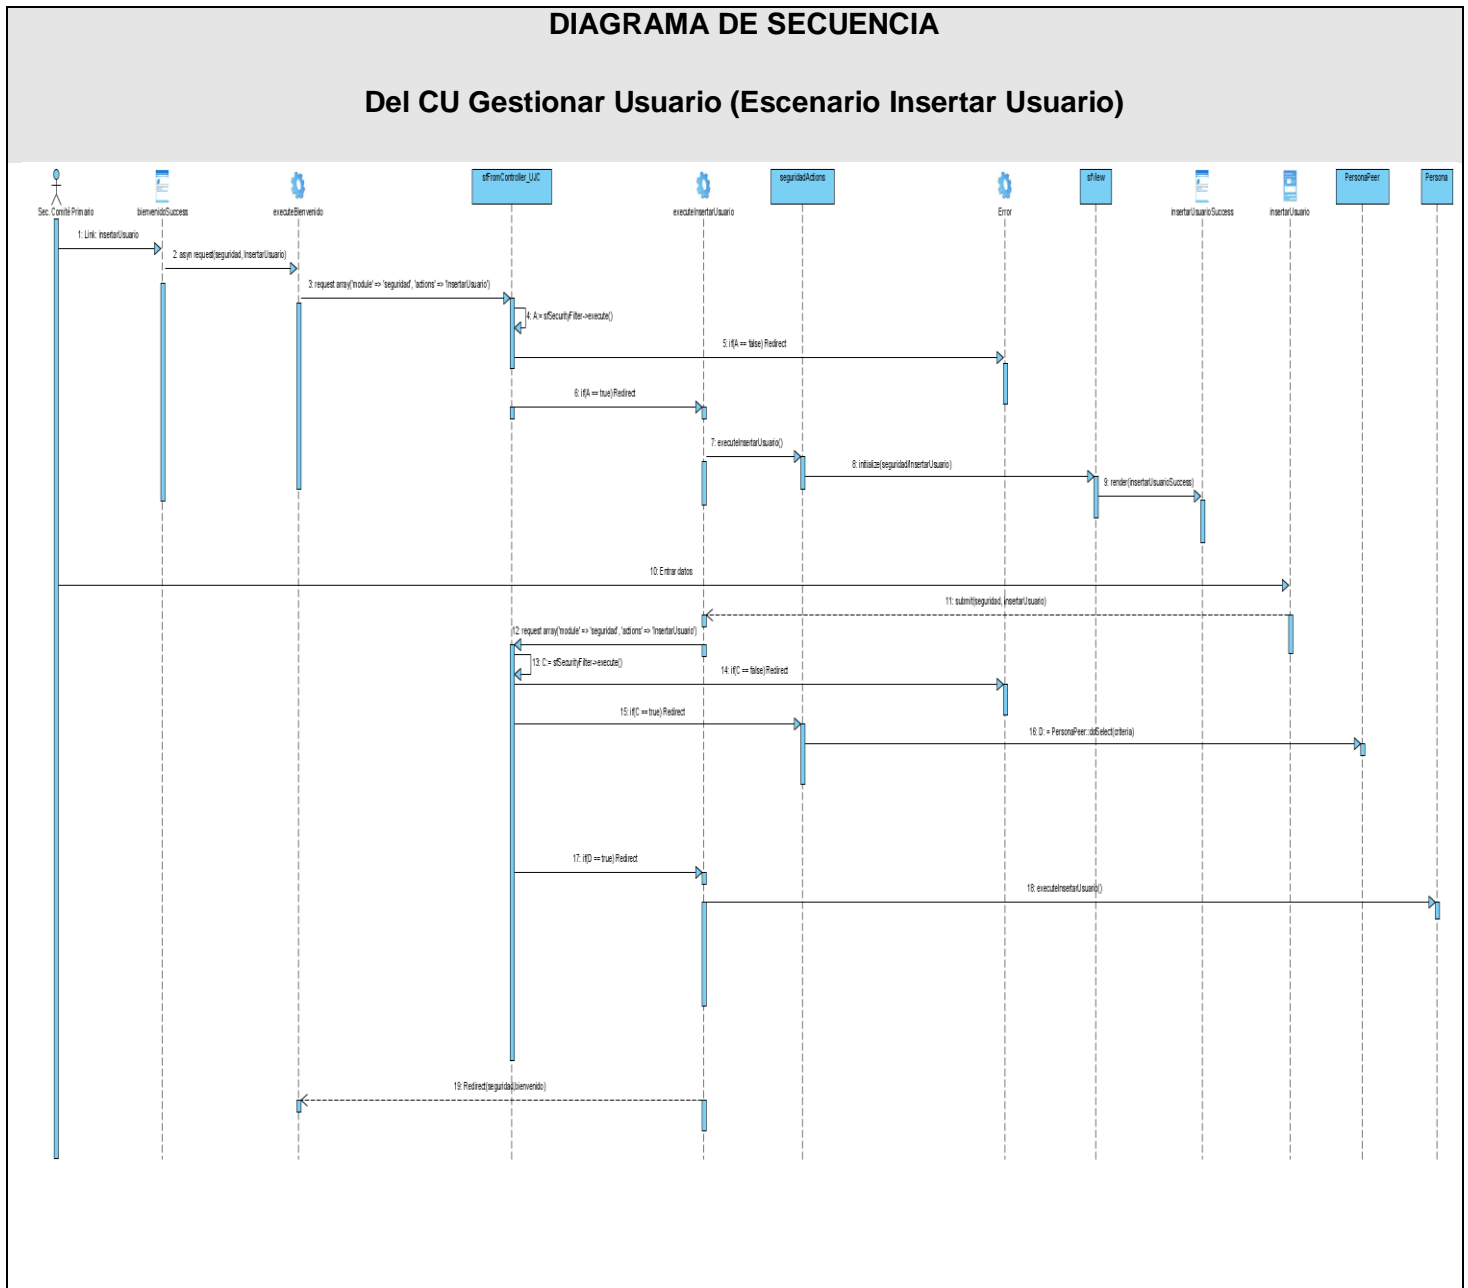 DIAGRAMA DE SECUENCIA
Del CU Gestionar Usuario (Escenario Insertar Usuario)
Sec. Comité Primario
bienvenidoSuccess
executeBienvenido
sfFromController_UJC
executeInsertarUsuario
seguridadActions
Error
sfView
insertarUsuarioSuccess
insertarUsuario
PersonaPeer
Persona
1: Link: insertarUsuario
2: asyn request(seguridad, InsertarUsuario)
3: request array('module' => 'seguridad', 'actions' => 'InsertarUsuario')
4: A:= sfSecurityFilter->execute()
5: if(A == false) Redirect
6: if(A == true) Redirect
7: executeInsertarUsuario()
8: initialize(seguridad/InsertarUsuario)
9: render(insertarUsuarioSuccess)
10: Entrar datos
11: submit(seguridad, insertarUsuario)
12: request array('module' => 'seguridad', 'actions' => 'InsertarUsuario')
13: C:= sfSecurityFilter->execute()
14: if(C == false) Redirect
15: if(C == true) Redirect
16: D: = PersonaPeer::doSelect(criteria)
17: if(D == true) Redirect
18: executeInsertarUsuario()
19: Redirect(seguridad,bienvenido)